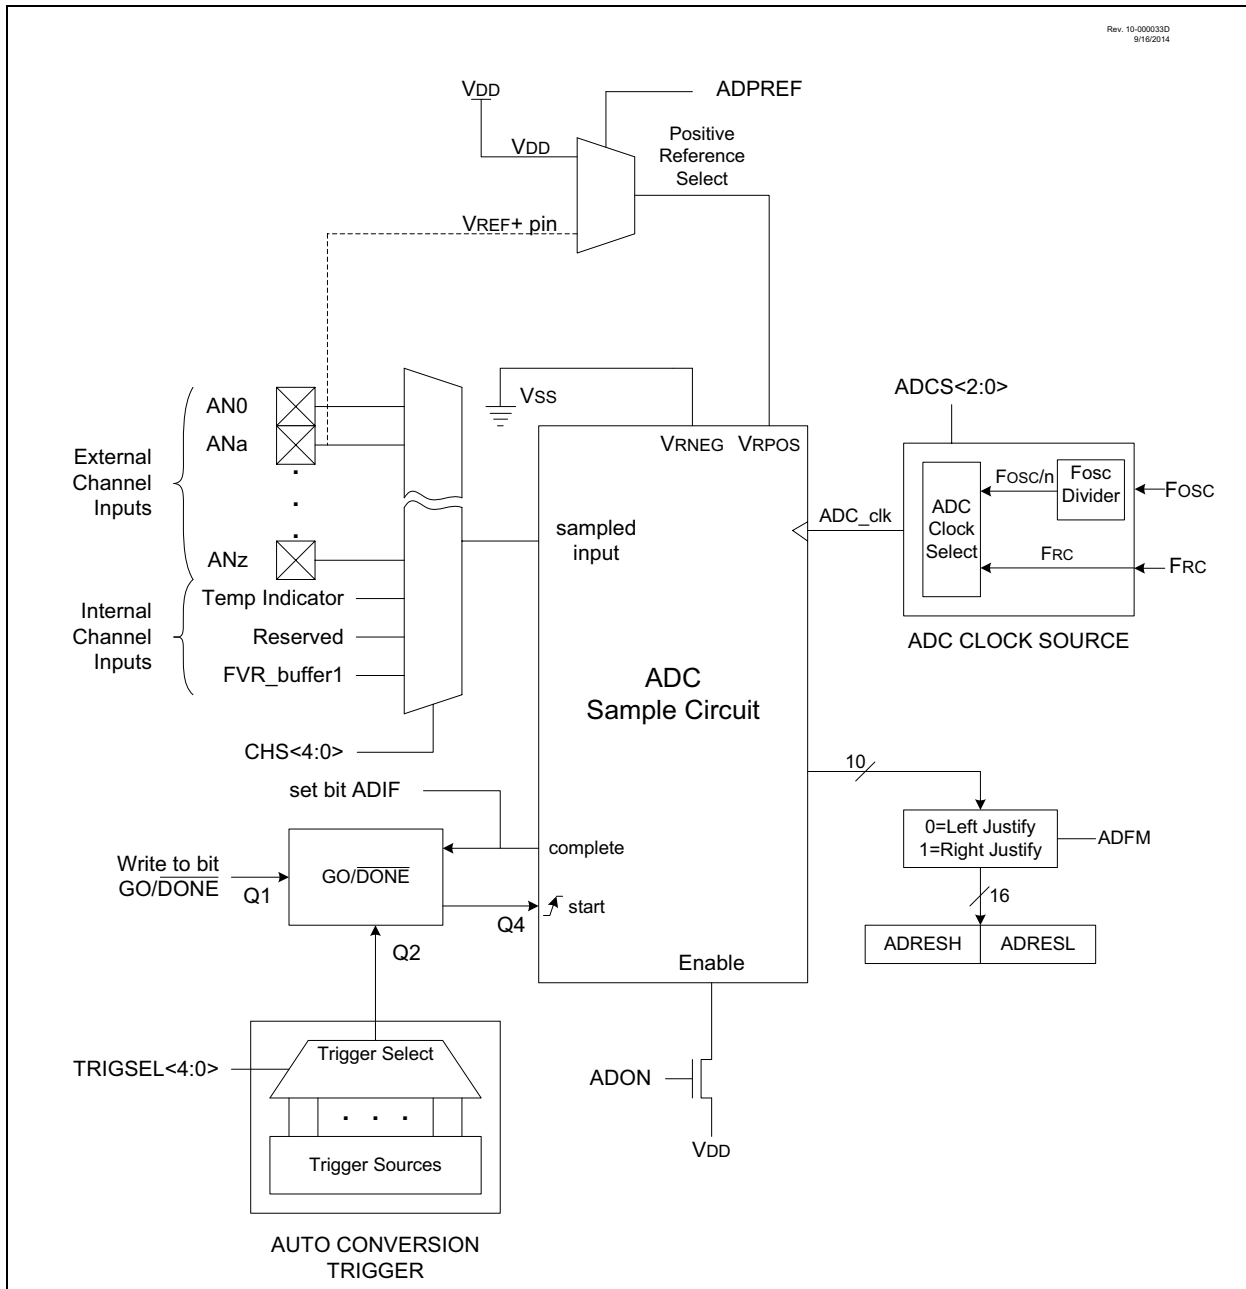 Rev. 10-000033D
9/16/2014
VDD
ADPREF
VDD
Positive
Reference
Select
VREF+ pin
VSS
ADCS<2:0>
AN0
ANa
External
Channel
Inputs
ANz
VRNEG
VRPOS
sampled
input
ADC_clk
ADC
Clock
Select
FOSC/n
Fosc
Divider
FOSC
FRC
FRC
ADC CLOCK SOURCE
Internal
Channel
Inputs
Temp Indicator
Reserved
FVR_buffer1
ADC
Sample Circuit
CHS<4:0>
set bit ADIF
10
0=Left Justify
1=Right Justify
ADFM
16
ADRESH
ADRESL
Write to bit
GO/DONE
Q1
GO/DONE
complete
start
Q4
Q2
Enable
TRIGSEL<4:0>
Trigger Select
. . .
Trigger Sources
ADON
VDD
AUTO CONVERSION
TRIGGER